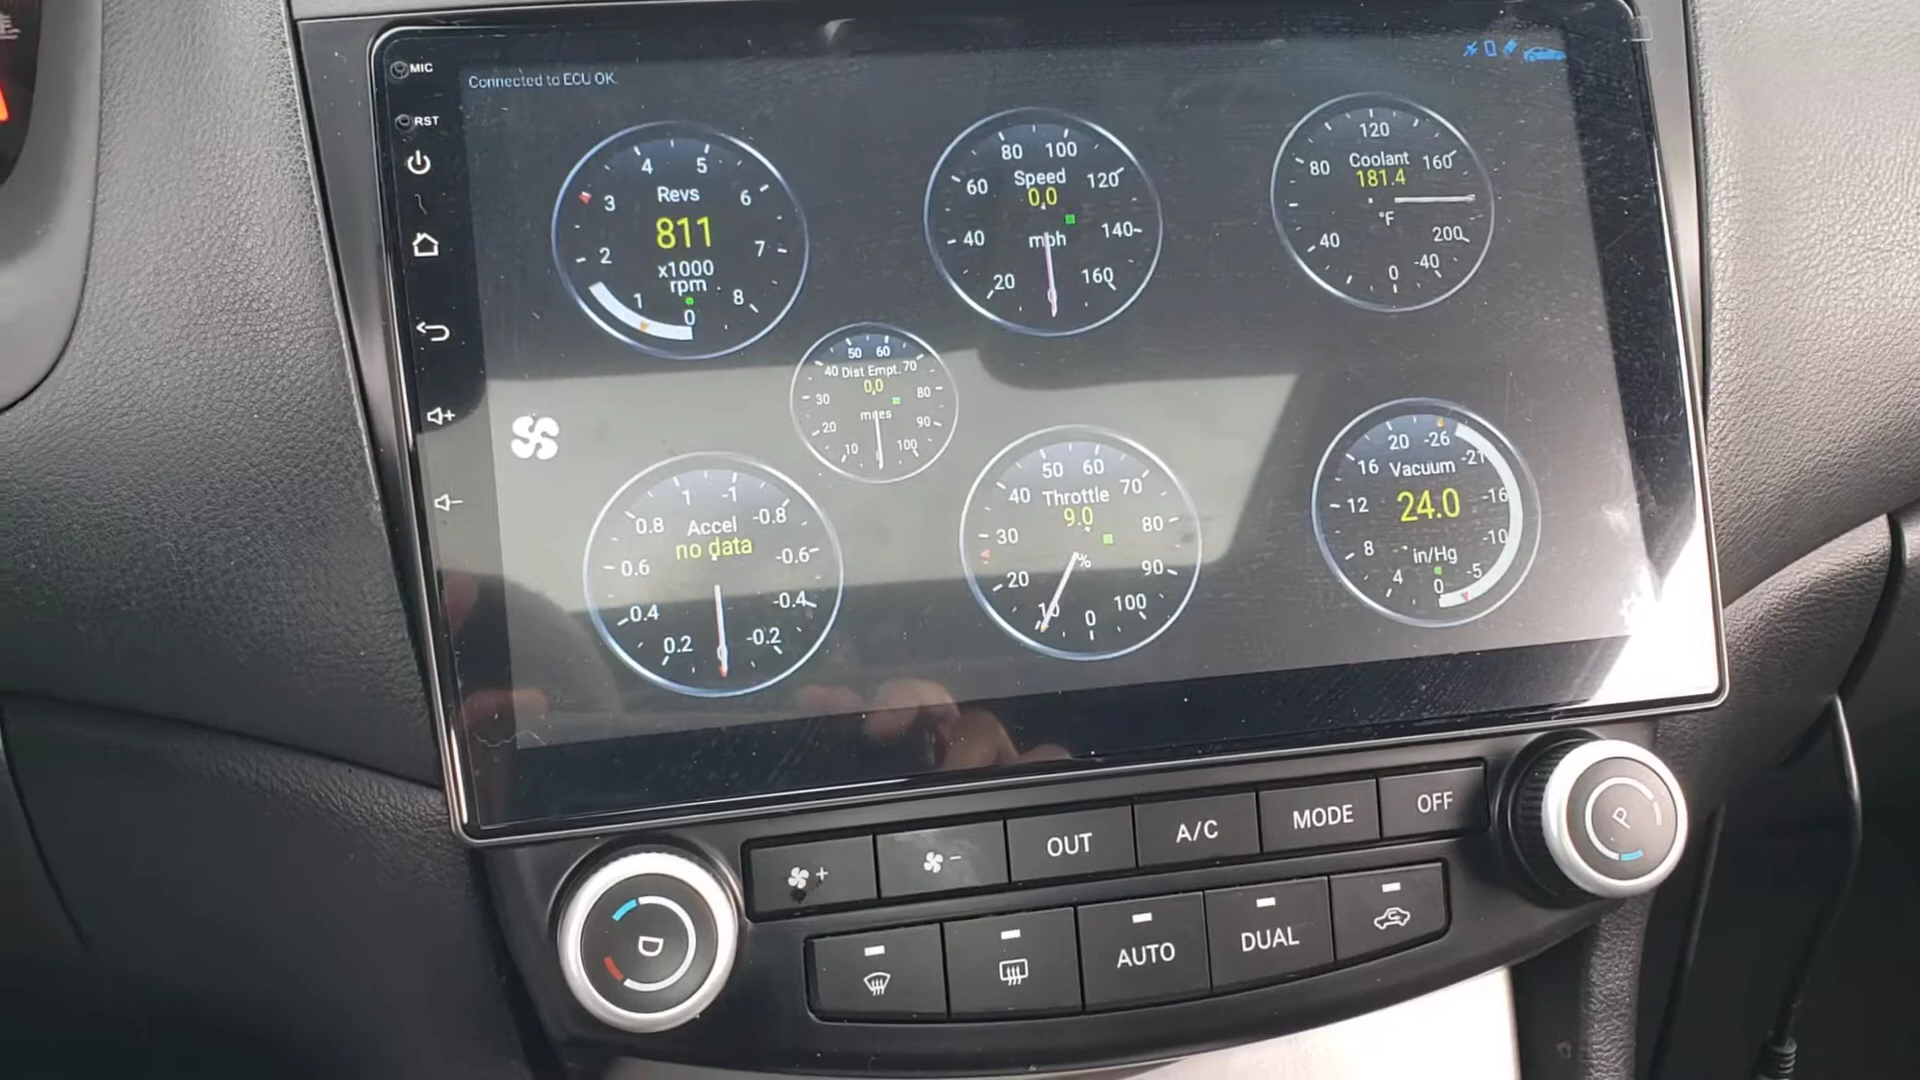 MIC
RST
Connected to ECU OK.
4 5
3 Revs 6
811
2 7
x1000
rpm
1 8
0
80 100
60 Speed 120
0.0
40 mph 140
20 160
120
80 Coolant 160
181.4
°F
40 200
0 -40
50 60
40 Dist Empt. 70
0.0
30 80
miles
20 90
10 100
1 -1
0.8 Accel -0.8
no data
0.6 -0.6
0.4 -0.4
0.2 -0.2
0
50 60
40 Throttle 70
9.0
30 80
%
20 90
10 0 100
20 -26
16 Vacuum -21
12 24.0 -16
8 in/Hg -10
4 0 -5
OUT A/C MODE OFF
AUTO DUAL
D
P